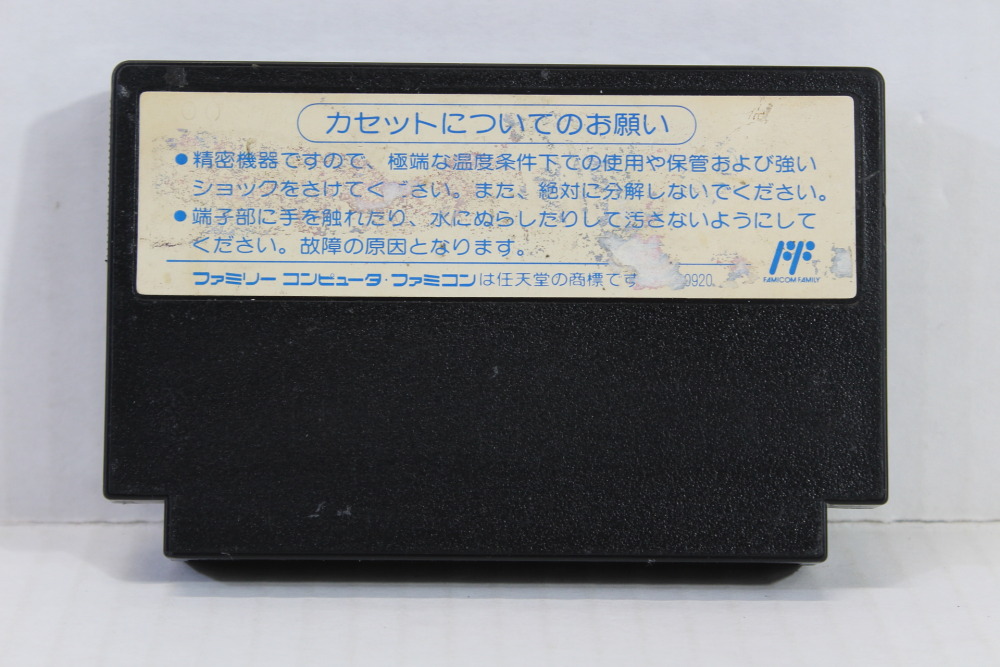 カセットについてのお願い
●精密機器ですので、極端な温度条件下での使用や保管および強い
ショックをさけてください。また、絶対に分解しないでください。
●端子部に手を触れたり、水にぬらしたりして汚さないようにして
ください。故障の原因となります。
ファミリー コンピュータ・ファミコンは任天堂の商標です
FAMICOM FAMILY